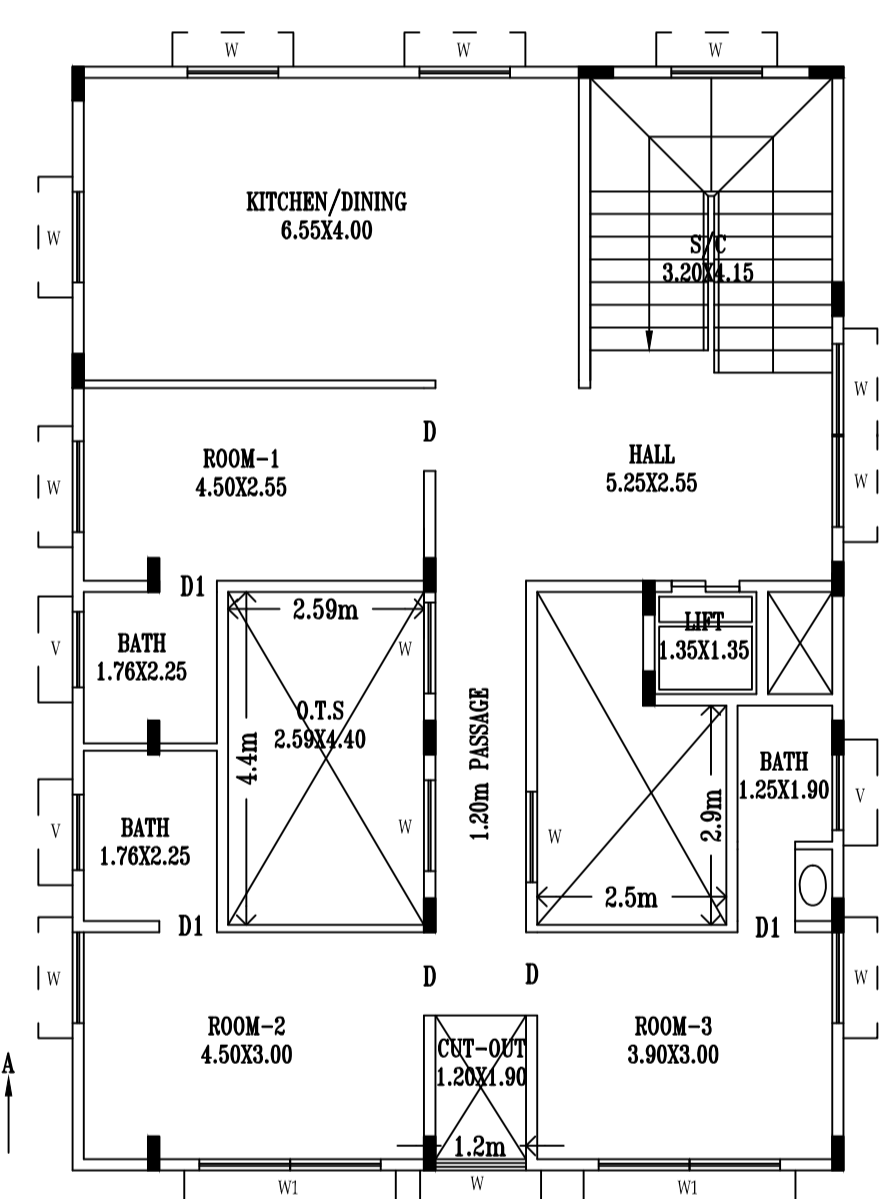 W
W
W
KITCHEN/DINING
6.55X4.00
W
S/C
3.20X4.15
W
D
ROOM-1
4.50X2.55
HALL
5.25X2.55
W
W
D1
2.59m
LIFT
1.35X1.35
BATH
1.76X2.25
V
W
O.T.S
2.59X4.40
4.4m
1.20m PASSAGE
BATH
1.25X1.90
V
2.9m
BATH
1.76X2.25
V
W
W
2.5m
D1
D1
W
D
D
W
ROOM-2
4.50X3.00
CUT-OUT
1.20X1.90
ROOM-3
3.90X3.00
A
1.2m
W1
W
W1